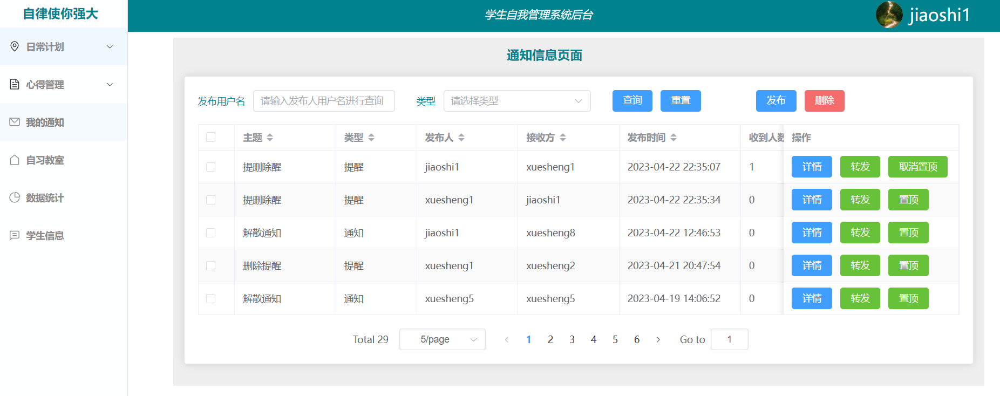 自律使你强大
学生自我管理系统后台
jiaoshi1
日常计划
心得管理
我的通知
自习教室
数据统计
学生信息
通知信息页面
发布用户名 请输入发布人用户名进行查询 类型 请选择类型 查询 重置 发布 删除
主题 类型 发布人 接收方 发布时间 收到人数 操作
提删除醒 提醒 jiaoshi1 xuesheng1 2023-04-22 22:35:07 1 详情 转发 取消置顶
提删除醒 提醒 xuesheng1 jiaoshi1 2023-04-22 22:35:34 0 详情 转发 置顶
解散通知 通知 jiaoshi1 xuesheng8 2023-04-22 12:46:53 0 详情 转发 置顶
删除提醒 提醒 xuesheng1 xuesheng2 2023-04-21 20:47:54 0 详情 转发 置顶
解散通知 通知 xuesheng5 xuesheng5 2023-04-19 14:06:52 0 详情 转发 置顶
Total 29 5/page 1 2 3 4 5 6 Go to 1